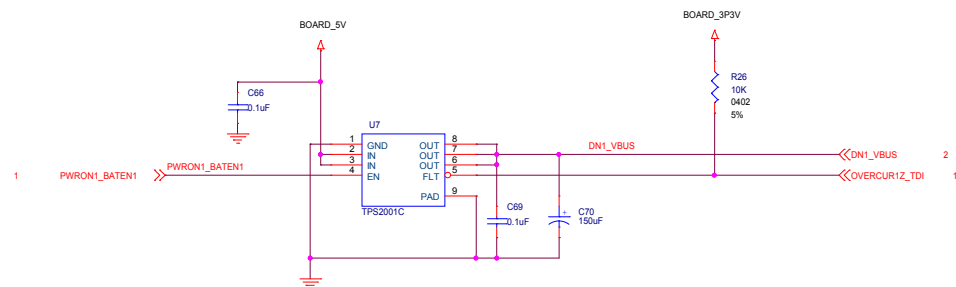 BOARD_5V
BOARD_3P3V
C66
0.1uF
R26
10K
0402
5%
U7
1 GND OUT 8
2 IN OUT 7
3 IN OUT 6
4 EN FLT 5
PAD 9
TPS2001C
DN1_VBUS
DN1_VBUS 2
1 PWRON1_BATEN1
PWRON1_BATEN1
OVERCUR1Z_TDI 1
C69
0.1uF
+
C70
150uF